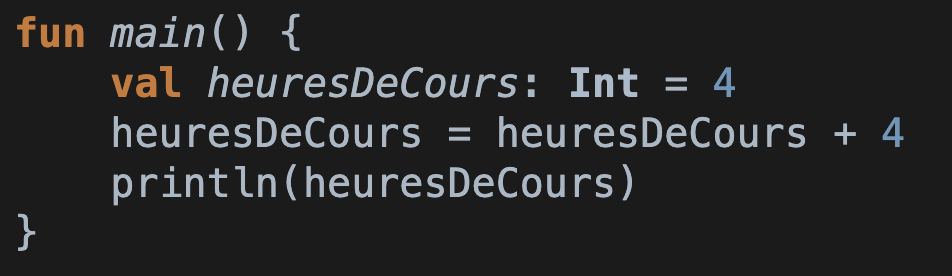 fun main() {
    val heuresDeCours: Int = 4
    heuresDeCours = heuresDeCours + 4
    println(heuresDeCours)
}